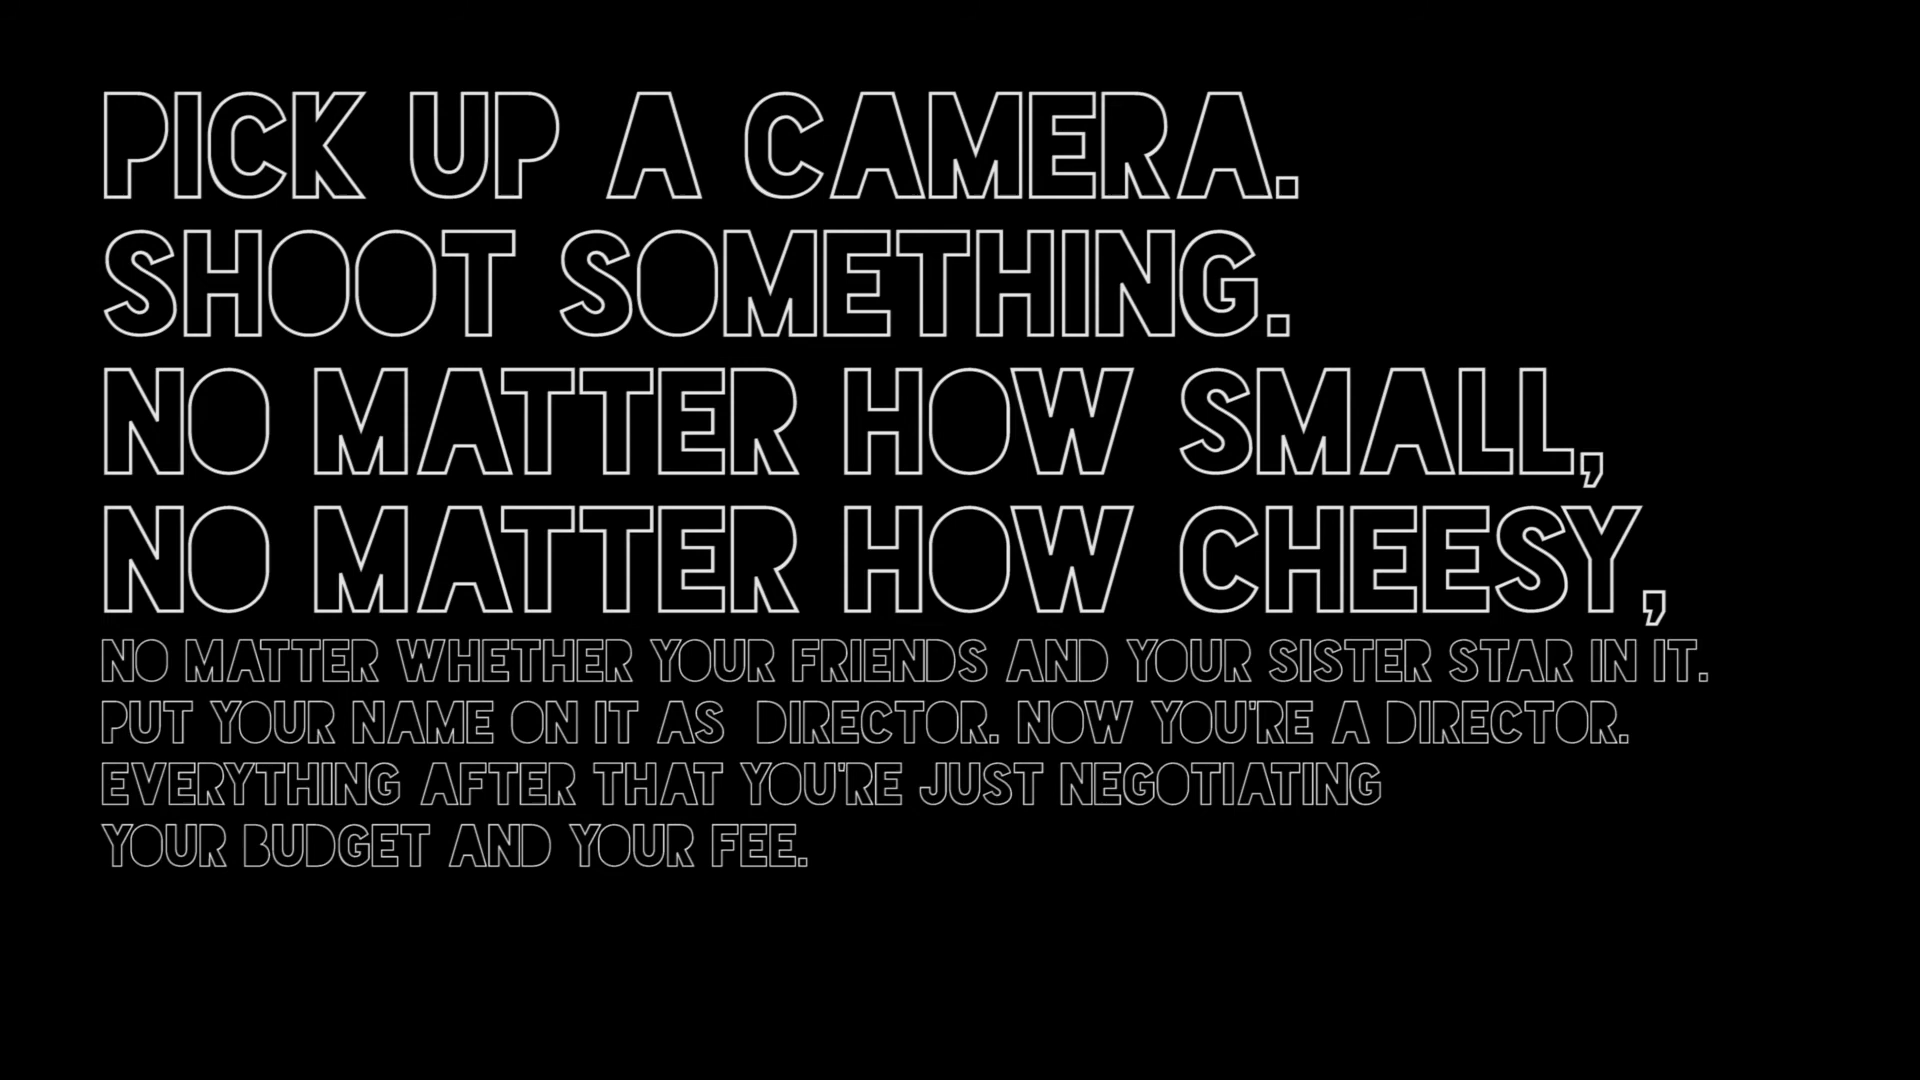 PICK UP A CAMERA.
SHOOT SOMETHING.
NO MATTER HOW SMALL,
NO MATTER HOW CHEESY,
NO MATTER WHETHER YOUR FRIENDS AND YOUR SISTER STAR IN IT.
PUT YOUR NAME ON IT AS DIRECTOR. NOW YOU'RE A DIRECTOR.
EVERYTHING AFTER THAT YOU'RE JUST NEGOTIATING
YOUR BUDGET AND YOUR FEE.